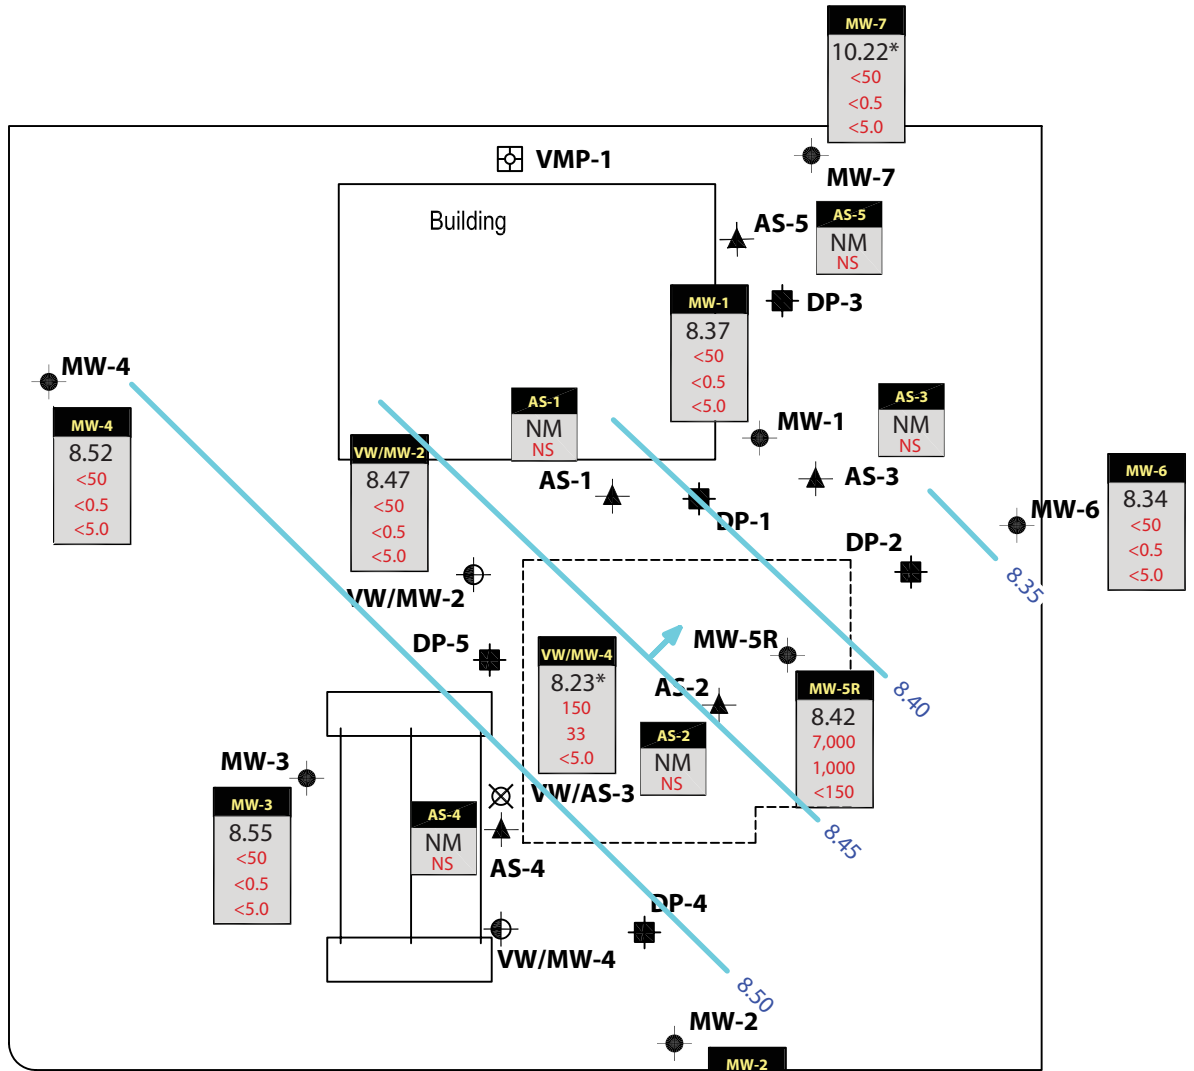 MW-7
10.22*
<50
<0.5
<5.0
VMP-1
MW-7
Building
AS-5
AS-5
NM
NS
MW-1
8.37
<50
<0.5
<5.0
DP-3
MW-4
MW-4
8.52
<50
<0.5
<5.0
AS-1
NM
NS
AS-3
NM
NS
MW-1
VW/MW-2
8.47
<50
<0.5
<5.0
AS-1
AS-3
MW-6
8.34
<50
<0.5
<5.0
MW-6
DP-1
DP-2
8.35
VW/MW-2
DP-5
MW-5R
VW/MW-4
8.23*
150
33
<5.0
AS-2
8.40
MW-5R
8.42
7,000
1,000
<150
AS-2
NM
NS
MW-3
MW-3
8.55
<50
<0.5
<5.0
VW/AS-3
AS-4
NM
NS
8.45
AS-4
DP-4
VW/MW-4
8.50
MW-2
MW-2